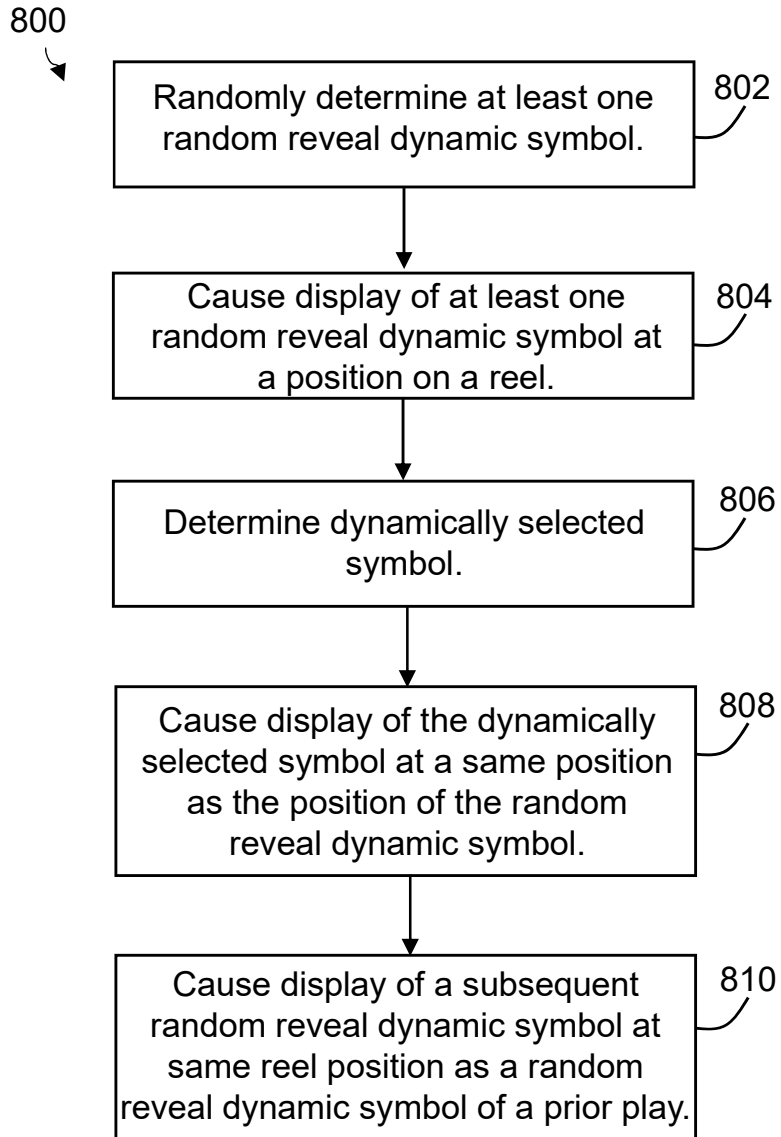 800
Randomly determine at least one
random reveal dynamic symbol.
802
Cause display of at least one
random reveal dynamic symbol at
a position on a reel.
804
Determine dynamically selected
symbol.
806
Cause display of the dynamically
selected symbol at a same position
as the position of the random
reveal dynamic symbol.
808
Cause display of a subsequent
random reveal dynamic symbol at
same reel position as a random
reveal dynamic symbol of a prior play.
810